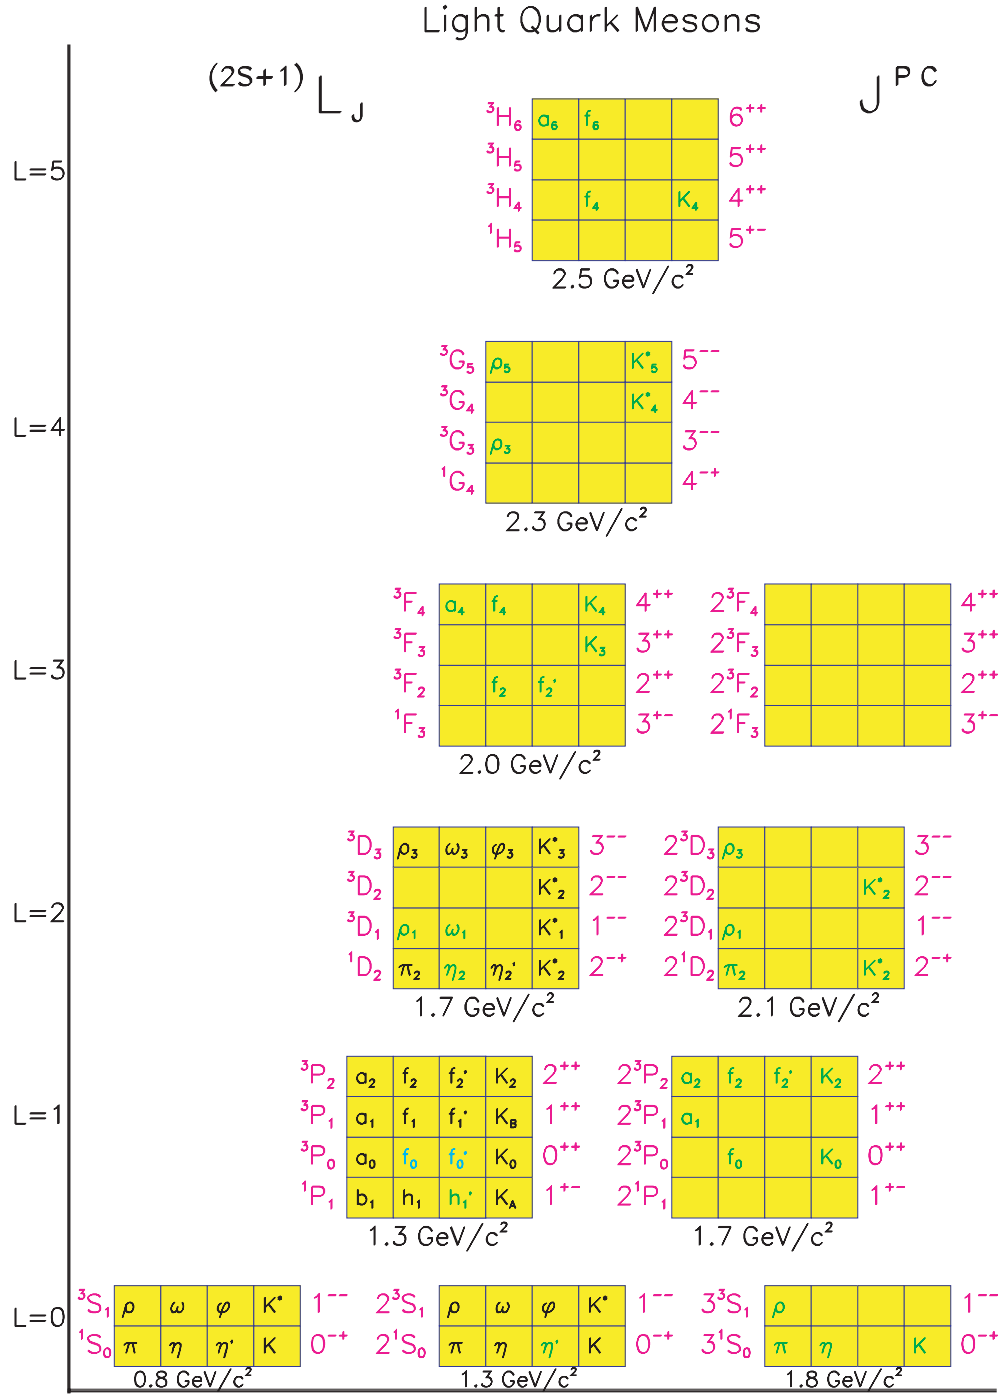 Light Quark Mesons
(2S+1) L J J P C
L=5
³H₆ a₆ f₆ 6⁺⁺
³H₅ 5⁺⁺
³H₄ f₄ K₄ 4⁺⁺
¹H₅ 5⁺⁻
2.5 GeV/c²
L=4
³G₅ ρ₅ K*₅ 5⁻⁻
³G₄ K*₄ 4⁻⁻
³G₃ ρ₃ 3⁻⁻
¹G₄ 4⁻⁺
2.3 GeV/c²
L=3
³F₄ a₄ f₄ K₄ 4⁺⁺ 2³F₄ 4⁺⁺
³F₃ K₃ 3⁺⁺ 2³F₃ 3⁺⁺
³F₂ f₂ f₂' 2⁺⁺ 2³F₂ 2⁺⁺
¹F₃ 3⁺⁻ 2¹F₃ 3⁺⁻
2.0 GeV/c²
L=2
³D₃ ρ₃ ω₃ φ₃ K*₃ 3⁻⁻ 2³D₃ ρ₃ 3⁻⁻
³D₂ K*₂ 2⁻⁻ 2³D₂ K*₂ 2⁻⁻
³D₁ ρ₁ ω₁ K*₁ 1⁻⁻ 2³D₁ ρ₁ 1⁻⁻
¹D₂ π₂ η₂ η₂' K*₂ 2⁻⁺ 2¹D₂ π₂ K*₂ 2⁻⁺
1.7 GeV/c² 2.1 GeV/c²
L=1
³P₂ a₂ f₂ f₂' K₂ 2⁺⁺ 2³P₂ a₂ f₂ f₂' K₂ 2⁺⁺
³P₁ a₁ f₁ f₁' K_B 1⁺⁺ 2³P₁ a₁ 1⁺⁺
³P₀ a₀ f₀ f₀' K₀ 0⁺⁺ 2³P₀ f₀ K₀ 0⁺⁺
¹P₁ b₁ h₁ h₁' K_A 1⁺⁻ 2¹P₁ 1⁺⁻
1.3 GeV/c² 1.7 GeV/c²
L=0
³S₁ ρ ω φ K* 1⁻⁻ 2³S₁ ρ ω φ K* 1⁻⁻ 3³S₁ ρ 1⁻⁻
¹S₀ π η η' K 0⁻⁺ 2¹S₀ π η η' K 0⁻⁺ 3¹S₀ π η K 0⁻⁺
0.8 GeV/c² 1.3 GeV/c² 1.8 GeV/c²